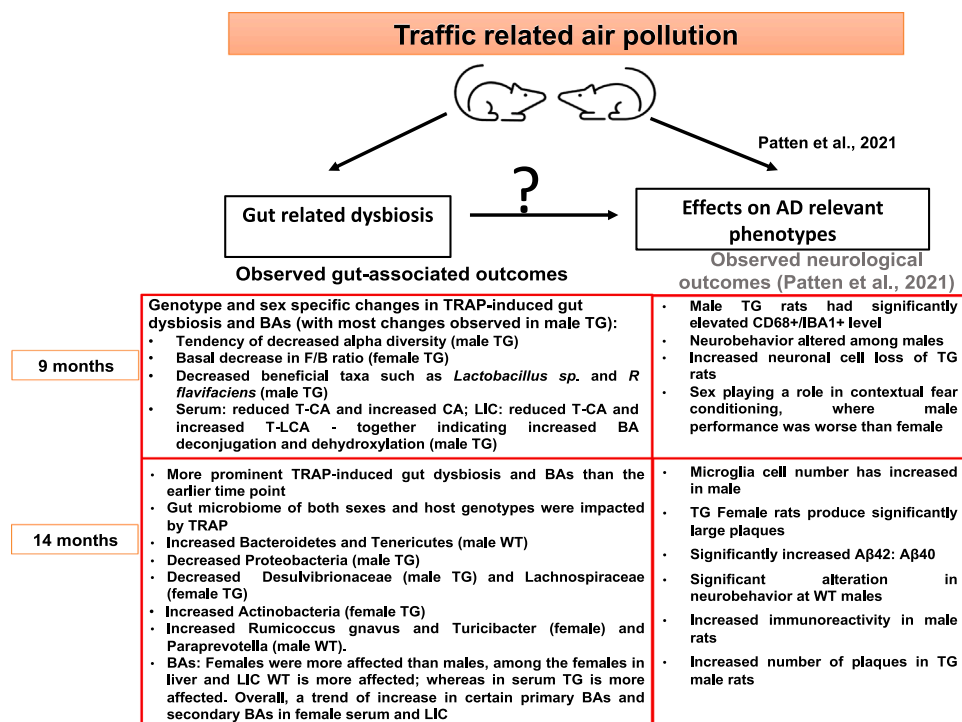 Traffic related air pollution
Patten et al., 2021
?
Gut related dysbiosis
Effects on AD relevant
phenotypes
Observed gut-associated outcomes
Observed neurological
outcomes (Patten et al., 2021)
9 months
Genotype and sex specific changes in TRAP-induced gut
dysbiosis and BAs (with most changes observed in male TG):
• Tendency of decreased alpha diversity (male TG)
• Basal decrease in F/B ratio (female TG)
• Decreased beneficial taxa such as Lactobacillus sp. and R
flavifaciens (male TG)
• Serum: reduced T-CA and increased CA; LIC: reduced T-CA and
increased T-LCA - together indicating increased BA
deconjugation and dehydroxylation (male TG)
• Male TG rats had significantly
elevated CD68+/IBA1+ level
• Neurobehavior altered among males
• Increased neuronal cell loss of TG
rats
• Sex playing a role in contextual fear
conditioning, where male
performance was worse than female
14 months
• More prominent TRAP-induced gut dysbiosis and BAs than the
earlier time point
• Gut microbiome of both sexes and host genotypes were impacted
by TRAP
• Increased Bacteroidetes and Tenericutes (male WT)
• Decreased Proteobacteria (male TG)
• Decreased Desulvibrionaceae (male TG) and Lachnospiraceae
(female TG)
• Increased Actinobacteria (female TG)
• Increased Rumicoccus gnavus and Turicibacter (female) and
Paraprevotella (male WT).
• BAs: Females were more affected than males, among the females in
liver and LIC WT is more affected; whereas in serum TG is more
affected. Overall, a trend of increase in certain primary BAs and
secondary BAs in female serum and LIC
• Microglia cell number has increased
in male
• TG Female rats produce significantly
large plaques
• Significantly increased Aβ42: Aβ40
• Significant alteration in
neurobehavior at WT males
• Increased immunoreactivity in male
rats
• Increased number of plaques in TG
male rats